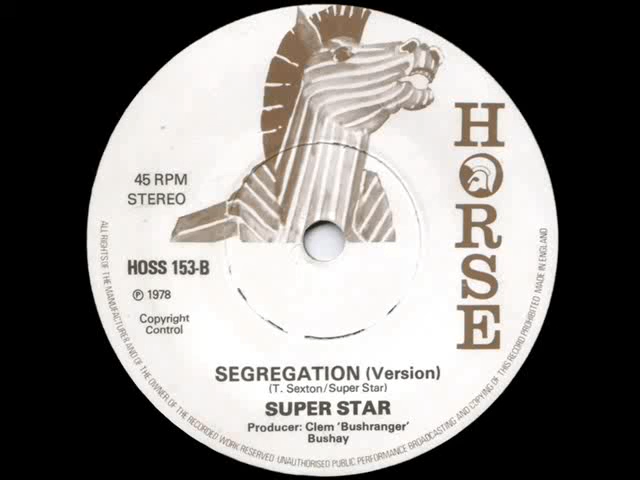 HORSE
45 RPM
STEREO
HOSS 153-B
℗ 1978
Copyright
Control
SEGREGATION (Version)
(T. Sexton/Super Star)
SUPER STAR
Producer: Clem 'Bushranger'
Bushay
ALL RIGHTS OF THE MANUFACTURER AND OF THE OWNER OF THE RECORDED WORK RESERVED UNAUTHORISED PUBLIC PERFORMANCE BROADCASTING AND COPYING OF THIS RECORD PROHIBITED MADE IN ENGLAND